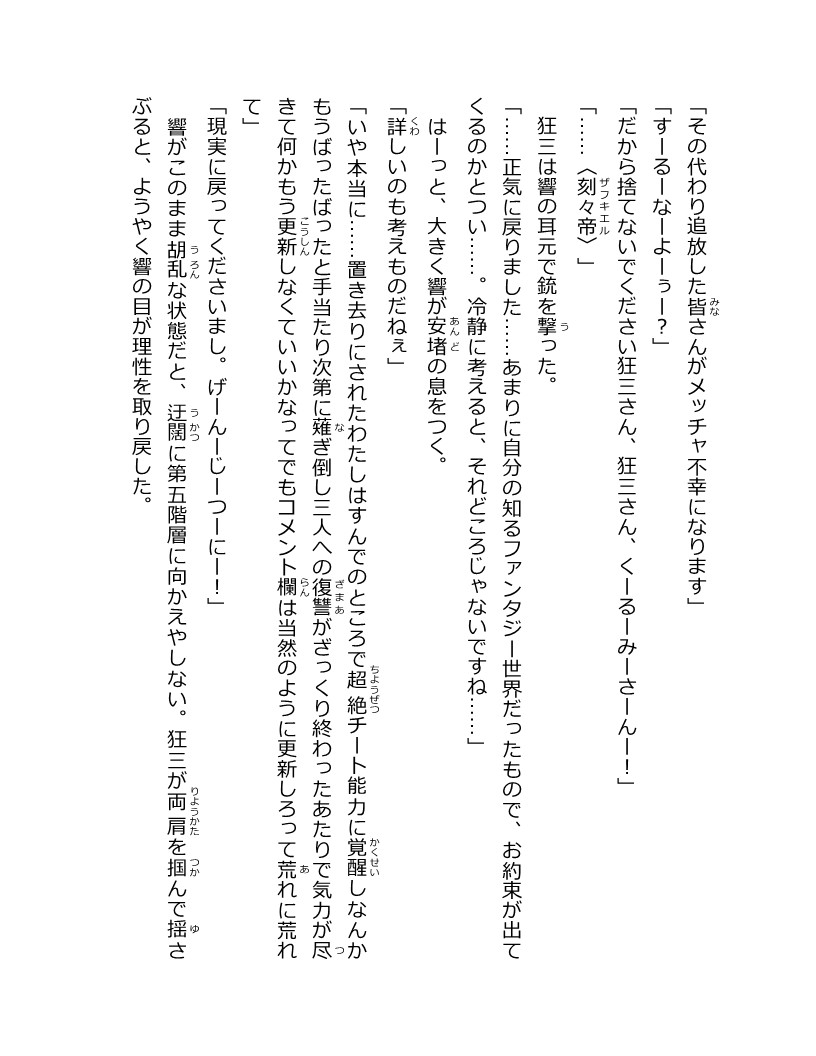 「その代わり追放した皆さんがメッチャ不幸になります」
「すーるーなーよーぅー？」
「だから捨てないでください狂三さん、狂三さん、くーるーみーさーんー！」
「……〈刻々帝〉」
　狂三は響の耳元で銃を撃った。
「……正気に戻りました……あまりに自分の知るファンタジー世界だったもので、お約束が出て
くるのかとつい……。冷静に考えると、それどころじゃないですね……」
　はーっと、大きく響が安堵の息をつく。
「詳しいのも考えものだねぇ」
「いや本当に……置き去りにされたわたしはすんでのところで超絶チート能力に覚醒しなんか
もうばったばったと手当たり次第に薙ぎ倒し三人への復讐がざっくり終わったあたりで気力が尽
きて何かもう更新しなくていいかなってでもコメント欄は当然のように更新しろって荒れに荒れ
て」
「現実に戻ってくださいまし。げーんーじーつーにー！」
　響がこのまま胡乱な状態だと、迂闊に第五階層に向かえやしない。狂三が両肩を掴んで揺さ
ぶると、ようやく響の目が理性を取り戻した。